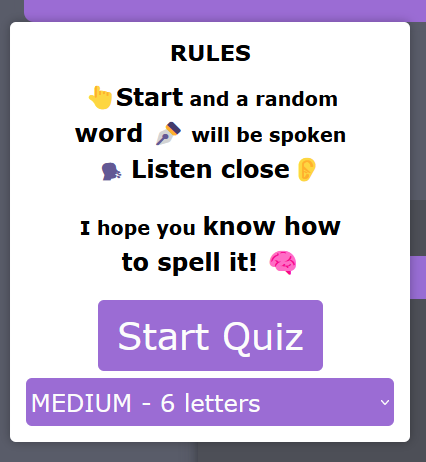 RULES
👆Start and a random
word ✒️ will be spoken
🗣️ Listen close👂
I hope you know how
to spell it! 🧠
Start Quiz
MEDIUM - 6 letters